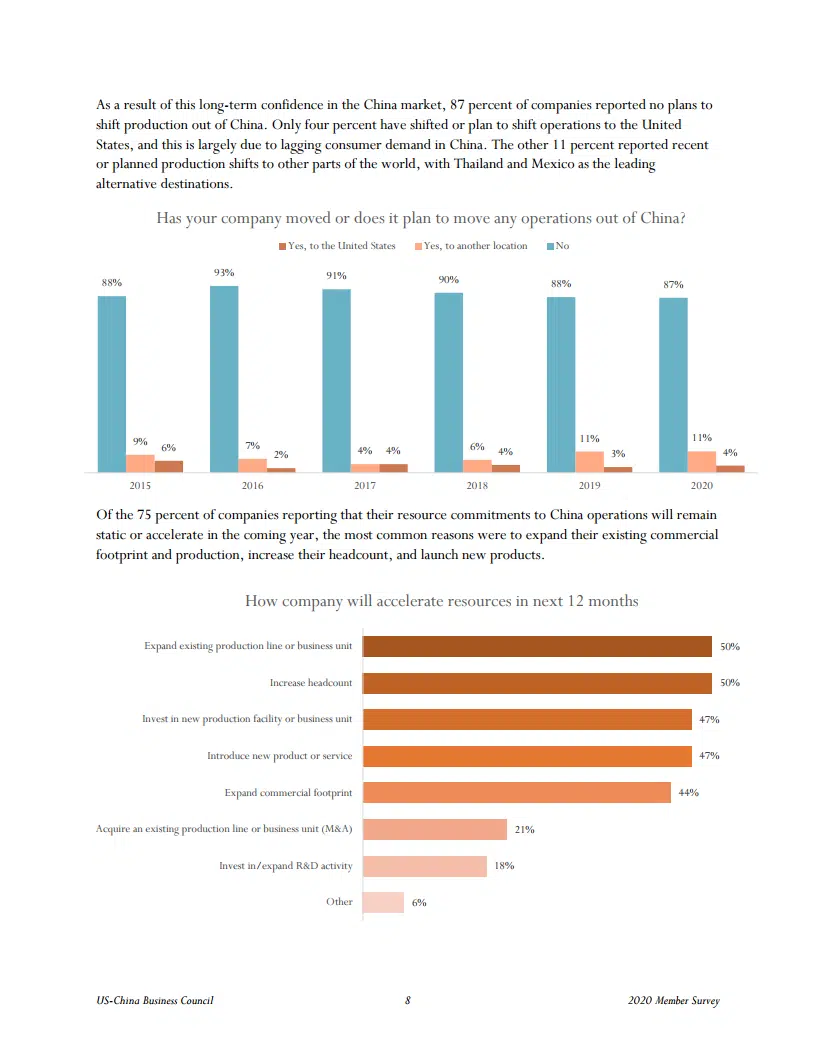 As a result of this long-term confidence in the China market, 87 percent of companies reported no plans to
shift production out of China. Only four percent have shifted or plan to shift operations to the United
States, and this is largely due to lagging consumer demand in China. The other 11 percent reported recent
or planned production shifts to other parts of the world, with Thailand and Mexico as the leading
alternative destinations.
Has your company moved or does it plan to move any operations out of China?
Yes, to the United States Yes, to another location No
88% 93% 91% 90% 88% 87%
9% 6% 7% 2% 4% 4% 6% 4% 11% 3% 11% 4%
2015 2016 2017 2018 2019 2020
Of the 75 percent of companies reporting that their resource commitments to China operations will remain
static or accelerate in the coming year, the most common reasons were to expand their existing commercial
footprint and production, increase their headcount, and launch new products.
How company will accelerate resources in next 12 months
Expand existing production line or business unit 50%
Increase headcount 50%
Invest in new production facility or business unit 47%
Introduce new product or service 47%
Expand commercial footprint 44%
Acquire an existing production line or business unit (M&A) 21%
Invest in/expand R&D activity 18%
Other 6%
US-China Business Council 8 2020 Member Survey